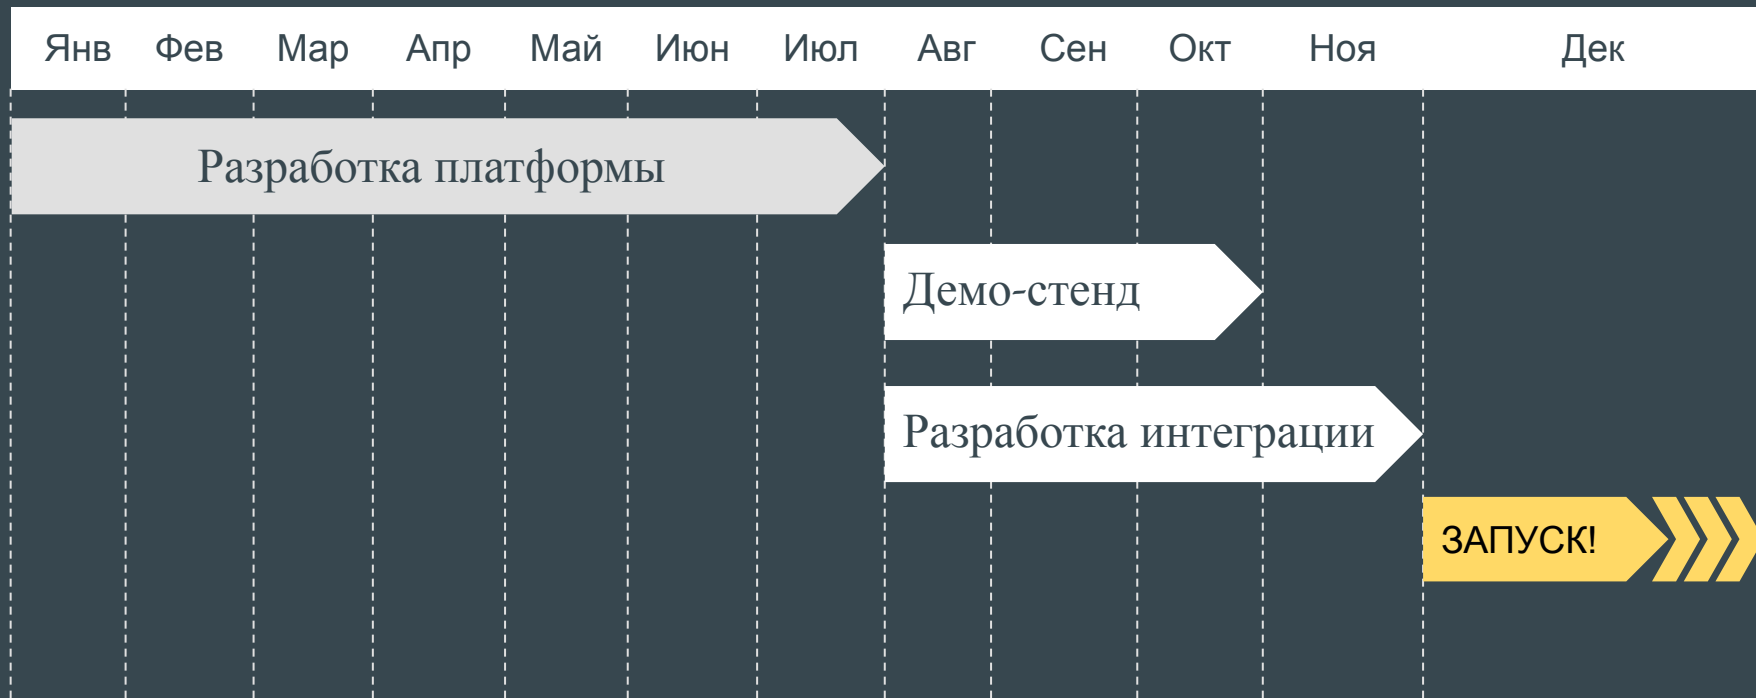 Янв Фев Мар Апр Май Июн Июл Авг Сен Окт Ноя Дек
Разработка платформы
Демо-стенд
Разработка интеграции
ЗАПУСК!